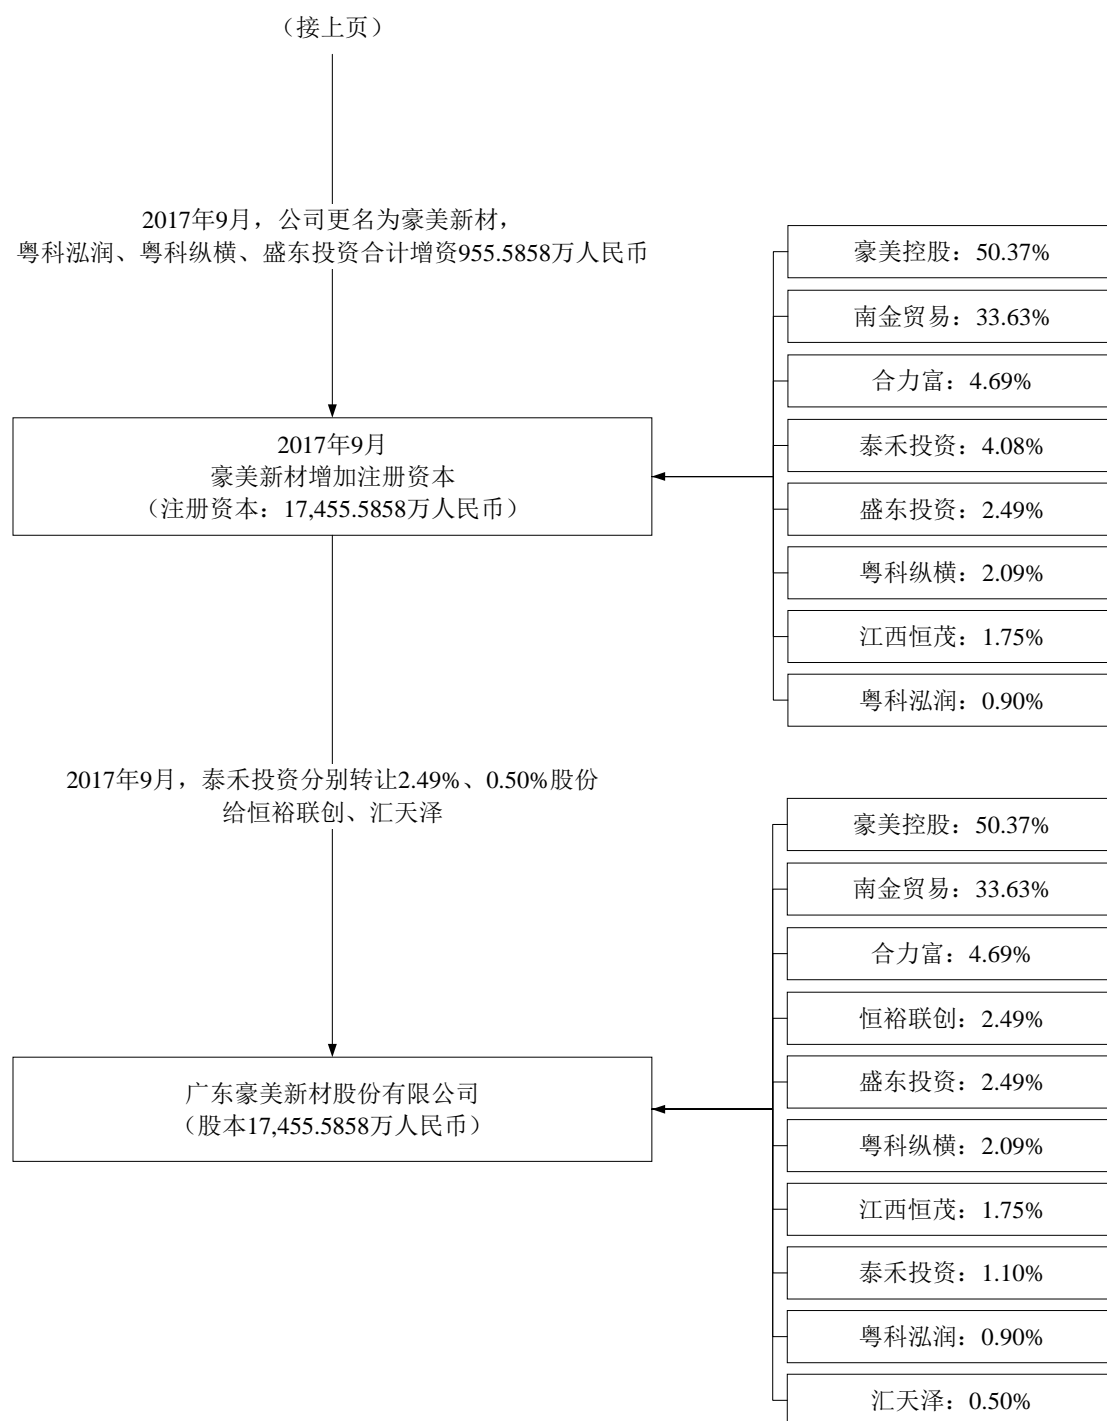 （接上页）
2017年9月，公司更名为豪美新材，
粤科泓润、粤科纵横、盛东投资合计增资955.5858万人民币
豪美控股：50.37%
南金贸易：33.63%
合力富：4.69%
泰禾投资：4.08%
盛东投资：2.49%
粤科纵横：2.09%
江西恒茂：1.75%
粤科泓润：0.90%
2017年9月
豪美新材增加注册资本
（注册资本：17,455.5858万人民币）
2017年9月，泰禾投资分别转让2.49%、0.50%股份
给恒裕联创、汇天泽
豪美控股：50.37%
南金贸易：33.63%
合力富：4.69%
恒裕联创：2.49%
盛东投资：2.49%
粤科纵横：2.09%
江西恒茂：1.75%
泰禾投资：1.10%
粤科泓润：0.90%
汇天泽：0.50%
广东豪美新材股份有限公司
（股本17,455.5858万人民币）